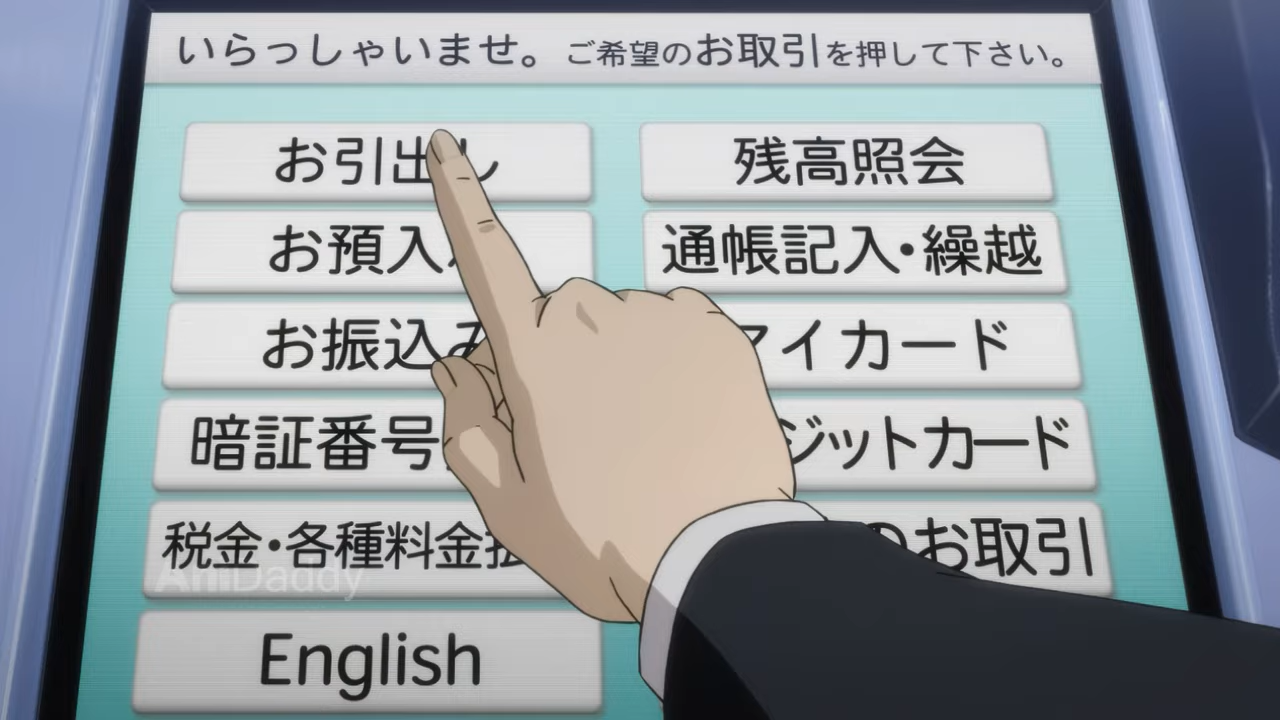 いらっしゃいませ。ご希望のお取引を押して下さい。
お引出し
残高照会
お預入
通帳記入・繰越
お振込み
マイカード
暗証番号
ジットカード
税金・各種料金払
のお取引
AniDaddy
English